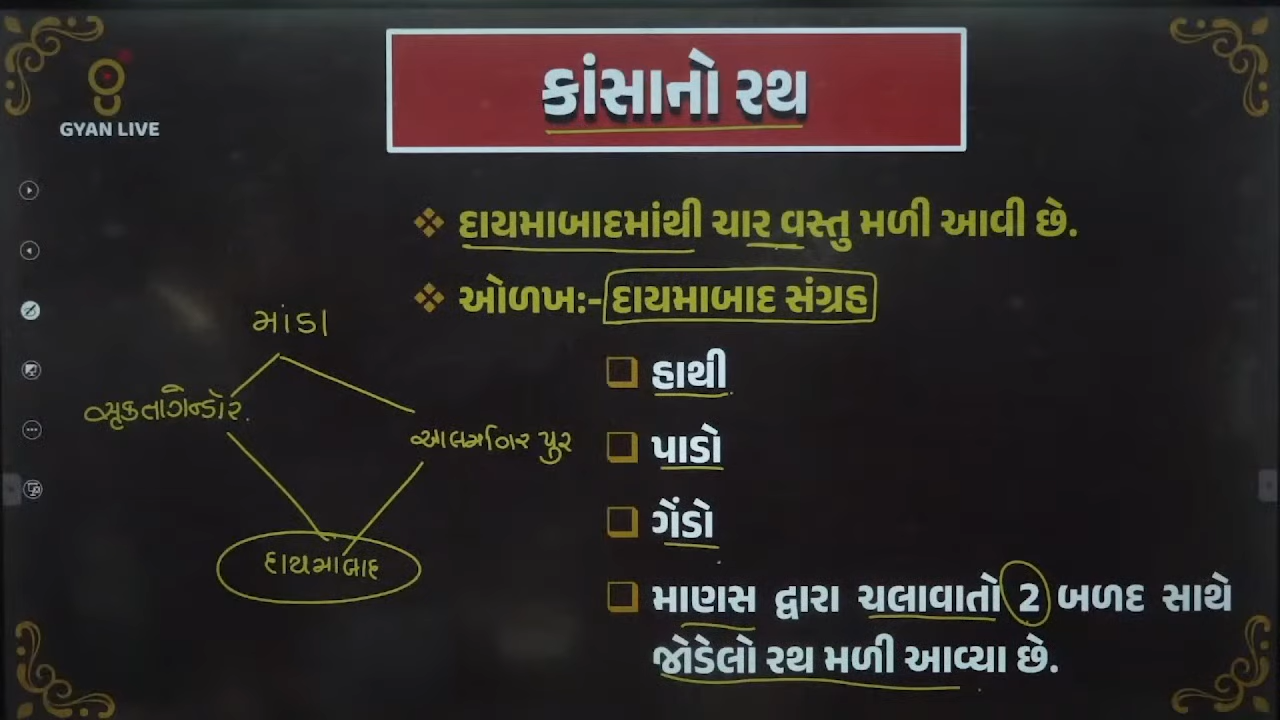 GYAN LIVE
કાંસાનો રથ
દાયમાબાદમાંથી ચાર વસ્તુ મળી આવી છે.
ઓળખ:- દાયમાબાદ સંગ્રહ
હાથી
પાડો
ગેંડો
માણસ દ્વારા ચલાવાતો 2 બળદ સાથે
જોડેલો રથ મળી આવ્યા છે.
માંડા
આલમગીર પુર
દાયમાબાદ